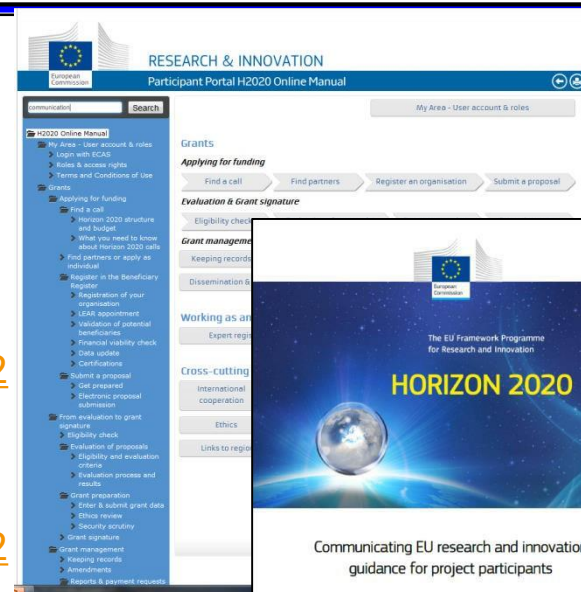 European
Commission
RESEARCH & INNOVATION
Participant Portal H2020 Online Manual
communication
Search
H2020 Online Manual
My Area - User account & roles
Login with ECAS
Roles & access rights
Terms and Conditions of Use
Grants
Applying for funding
Find a call
Horizon 2020 structure
and budget
What you need to know
about Horizon 2020 calls
Find partners or apply as
individual
Register in the Beneficiary
Register
Registration of your
organisation
LEAR appointment
Validation of potential
beneficiaries
Financial viability check
Data update
Certifications
Submit a proposal
Get prepared
Electronic proposal
submission
From evaluation to grant
signature
Eligibility check
Evaluation of proposals
Eligibility and evaluation
criteria
Evaluation process and
results
Grant preparation
Enter & submit grant data
Ethics review
Security scrutiny
Grant signature
Grant management
Keeping records
Amendments
Reports & payment requests
My Area - User account & roles
Grants
Applying for funding
Find a call
Find partners
Register an organisation
Submit a proposal
Evaluation & Grant signature
Eligibility check
Grant manageme
Keeping records
Dissemination &
Working as an
Expert regis
Cross-cutting
International
cooperation
Ethics
Links to regio
European
Commission
The EU Framework Programme
for Research and Innovation
HORIZON 2020
Communicating EU research and innovation
guidance for project participants
2
2